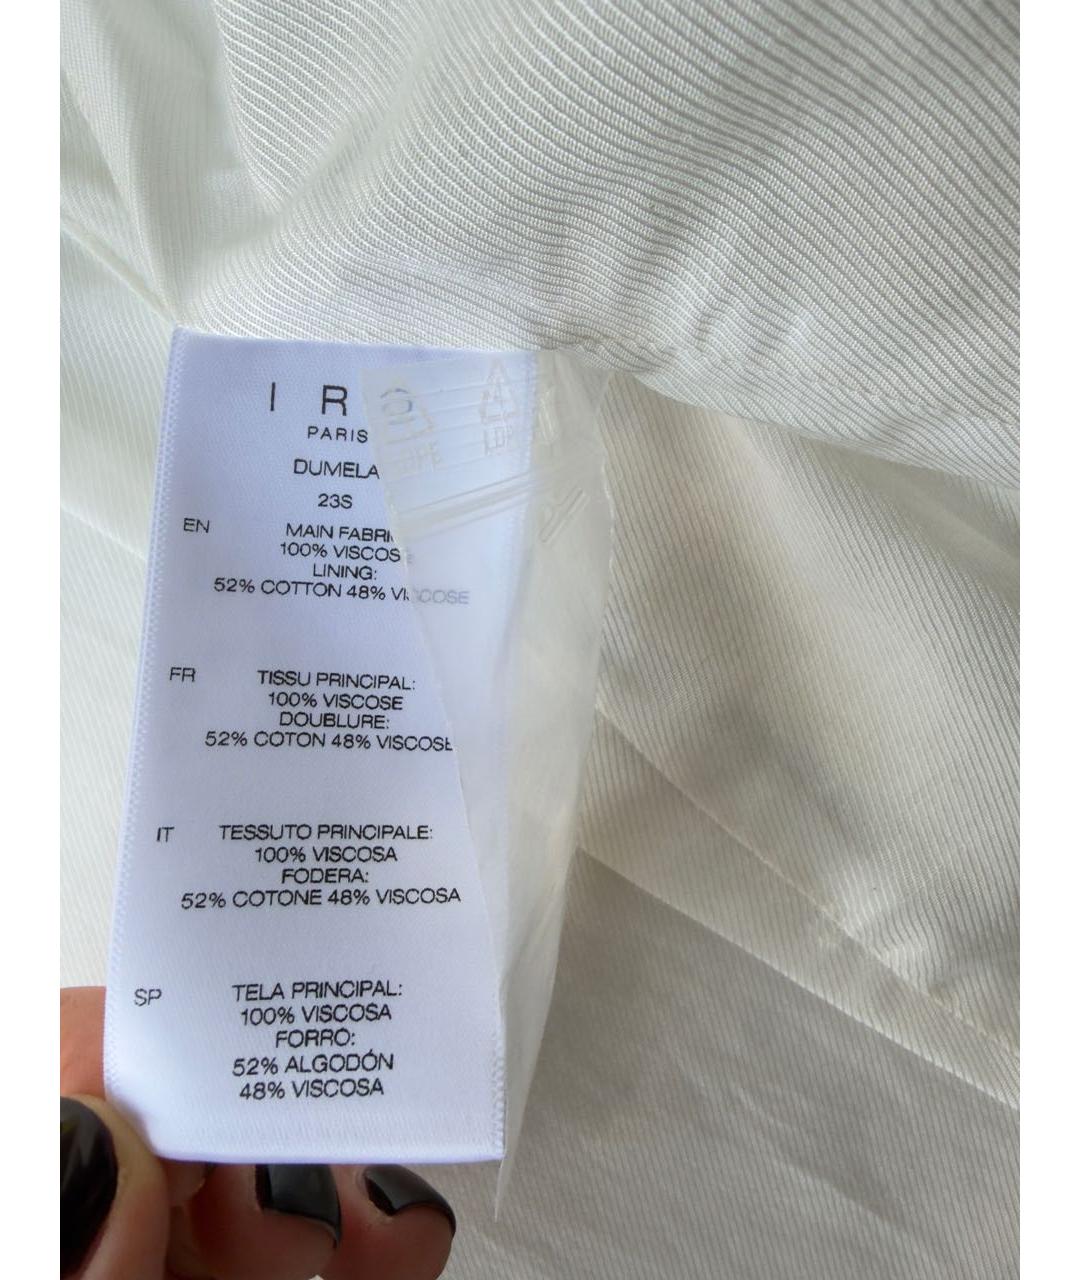 I R O
PARIS
DUMELA
23S
EN
MAIN FABRI
100% VISCOSE
LINING:
52% COTTON 48% VISCOSE
FR
TISSU PRINCIPAL:
100% VISCOSE
DOUBLURE:
52% COTON 48% VISCOSE
IT
TESSUTO PRINCIPALE:
100% VISCOSA
FODERA:
52% COTONE 48% VISCOSA
SP
TELA PRINCIPAL:
100% VISCOSA
FORRO:
52% ALGODÓN
48% VISCOSA
LDPE